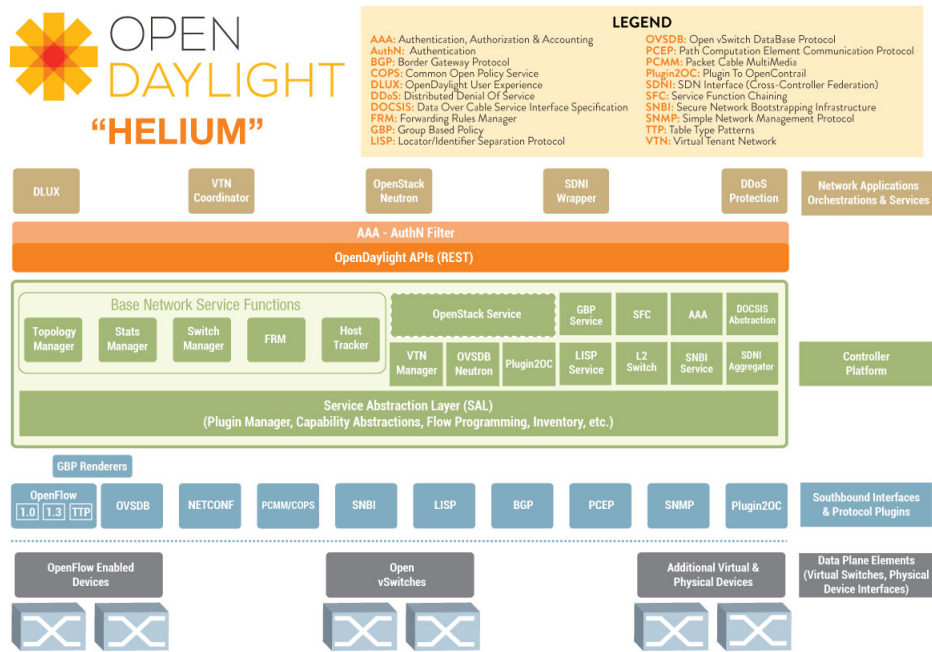 OPEN
DAYLIGHT
“HELIUM”
LEGEND
AAA: Authentication, Authorization & Accounting
AuthN: Authentication
BGP: Border Gateway Protocol
COPS: Common Open Policy Service
DLUX: OpenDaylight User Experience
DDoS: Distributed Denial Of Service
DOCSIS: Data Over Cable Service Interface Specification
FRM: Forwarding Rules Manager
GBP: Group Based Policy
LISP: Locator/Identifier Separation Protocol
OVSDB: Open vSwitch DataBase Protocol
PCEP: Path Computation Element Communication Protocol
PCMM: Packet Cable MultiMedia
Plugin2OC: Plugin To OpenContrail
SDNI: SDN Interface (Cross-Controller Federation)
SFC: Service Function Chaining
SNBI: Secure Network Bootstrapping Infrastructure
SNMP: Simple Network Management Protocol
TTP: Table Type Patterns
VTN: Virtual Tenant Network
DLUX
VTN
Coordinator
OpenStack
Neutron
SDNI
Wrapper
DDoS
Protection
Network Applications
Orchestrations & Services
AAA - AuthN Filter
OpenDaylight APIs (REST)
Base Network Service Functions
Topology
Manager
Stats
Manager
Switch
Manager
FRM
Host
Tracker
OpenStack Service
GBP
Service
SFC
AAA
DOCSIS
Abstraction
VTN
Manager
OVSDB
Neutron
Plugin2OC
LISP
Service
L2
Switch
SNBI
Service
SDNI
Aggregator
Controller
Platform
Service Abstraction Layer (SAL)
(Plugin Manager, Capability Abstractions, Flow Programming, Inventory, etc.)
GBP Renderers
OpenFlow
1.0 1.3 TTP
OVSDB
NETCONF
PCMM/COPS
SNBI
LISP
BGP
PCEP
SNMP
Plugin2OC
Southbound Interfaces
& Protocol Plugins
OpenFlow Enabled
Devices
Open
vSwitches
Additional Virtual &
Physical Devices
Data Plane Elements
(Virtual Switches, Physical
Device Interfaces)